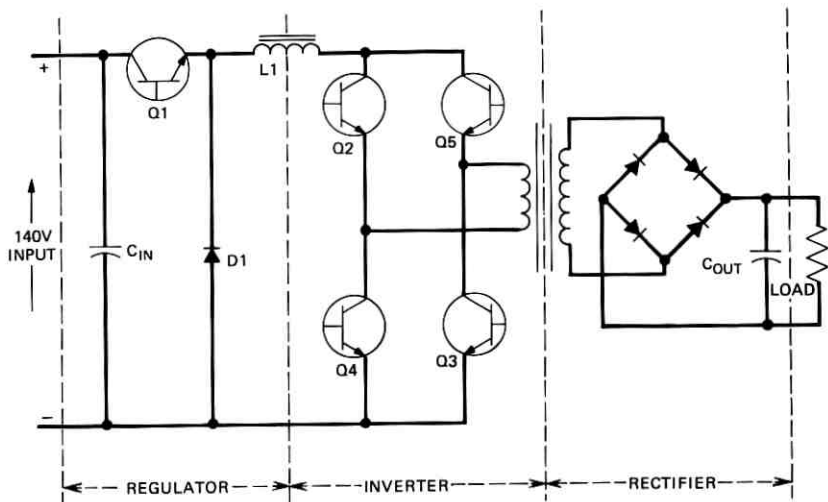 +
Q1
L1
Q2
Q5
140V
INPUT
CIN
D1
COUT
LOAD
Q4
Q3
−
REGULATOR
INVERTER
RECTIFIER